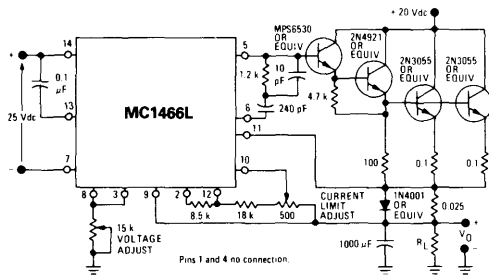 + 20 Vdc
MPS6530
OR
EQUIV
2N4921
OR
EQUIV
2N3055
OR
EQUIV
2N3055
OR
EQUIV
14
5
+
0.1
μF
1.2 k
10
pF
4.7 k
240 pF
13
6
MC1466L
25 Vdc
11
100
0.1
0.1
7
10
-
8
3
9
2
12
CURRENT
LIMIT
ADJUST
1N4001
OR
EQUIV
0.025
8.5 k
18 k
500
+
15 k
VOLTAGE
ADJUST
1000 μF
RL
VO
-
Pins 1 and 4 no connection.